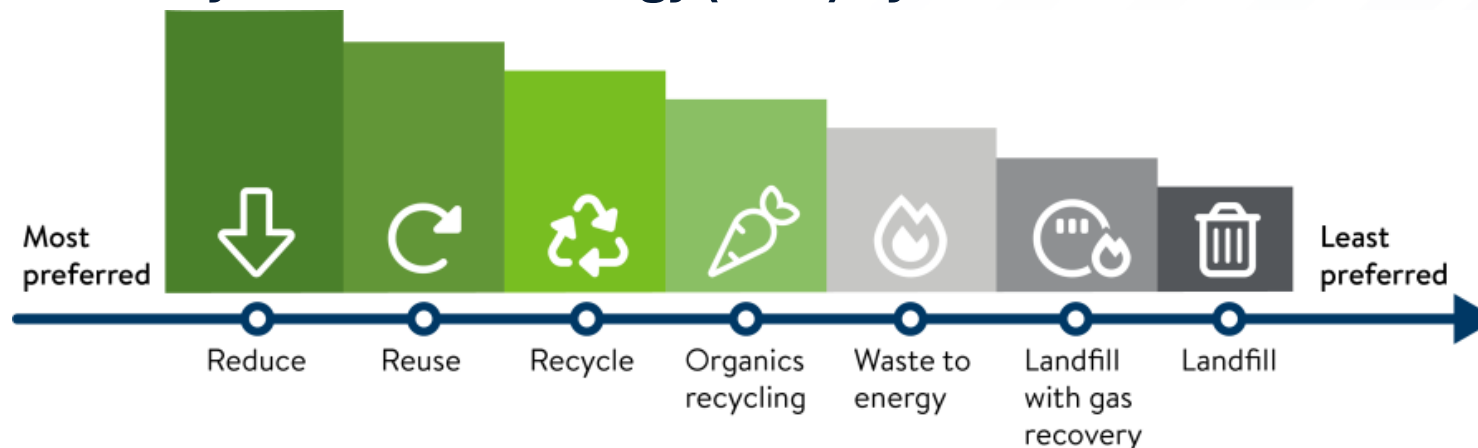 Most
preferred
Least
preferred
Reduce
Reuse
Recycle
Organics
recycling
Waste to
energy
Landfill
with gas
recovery
Landfill